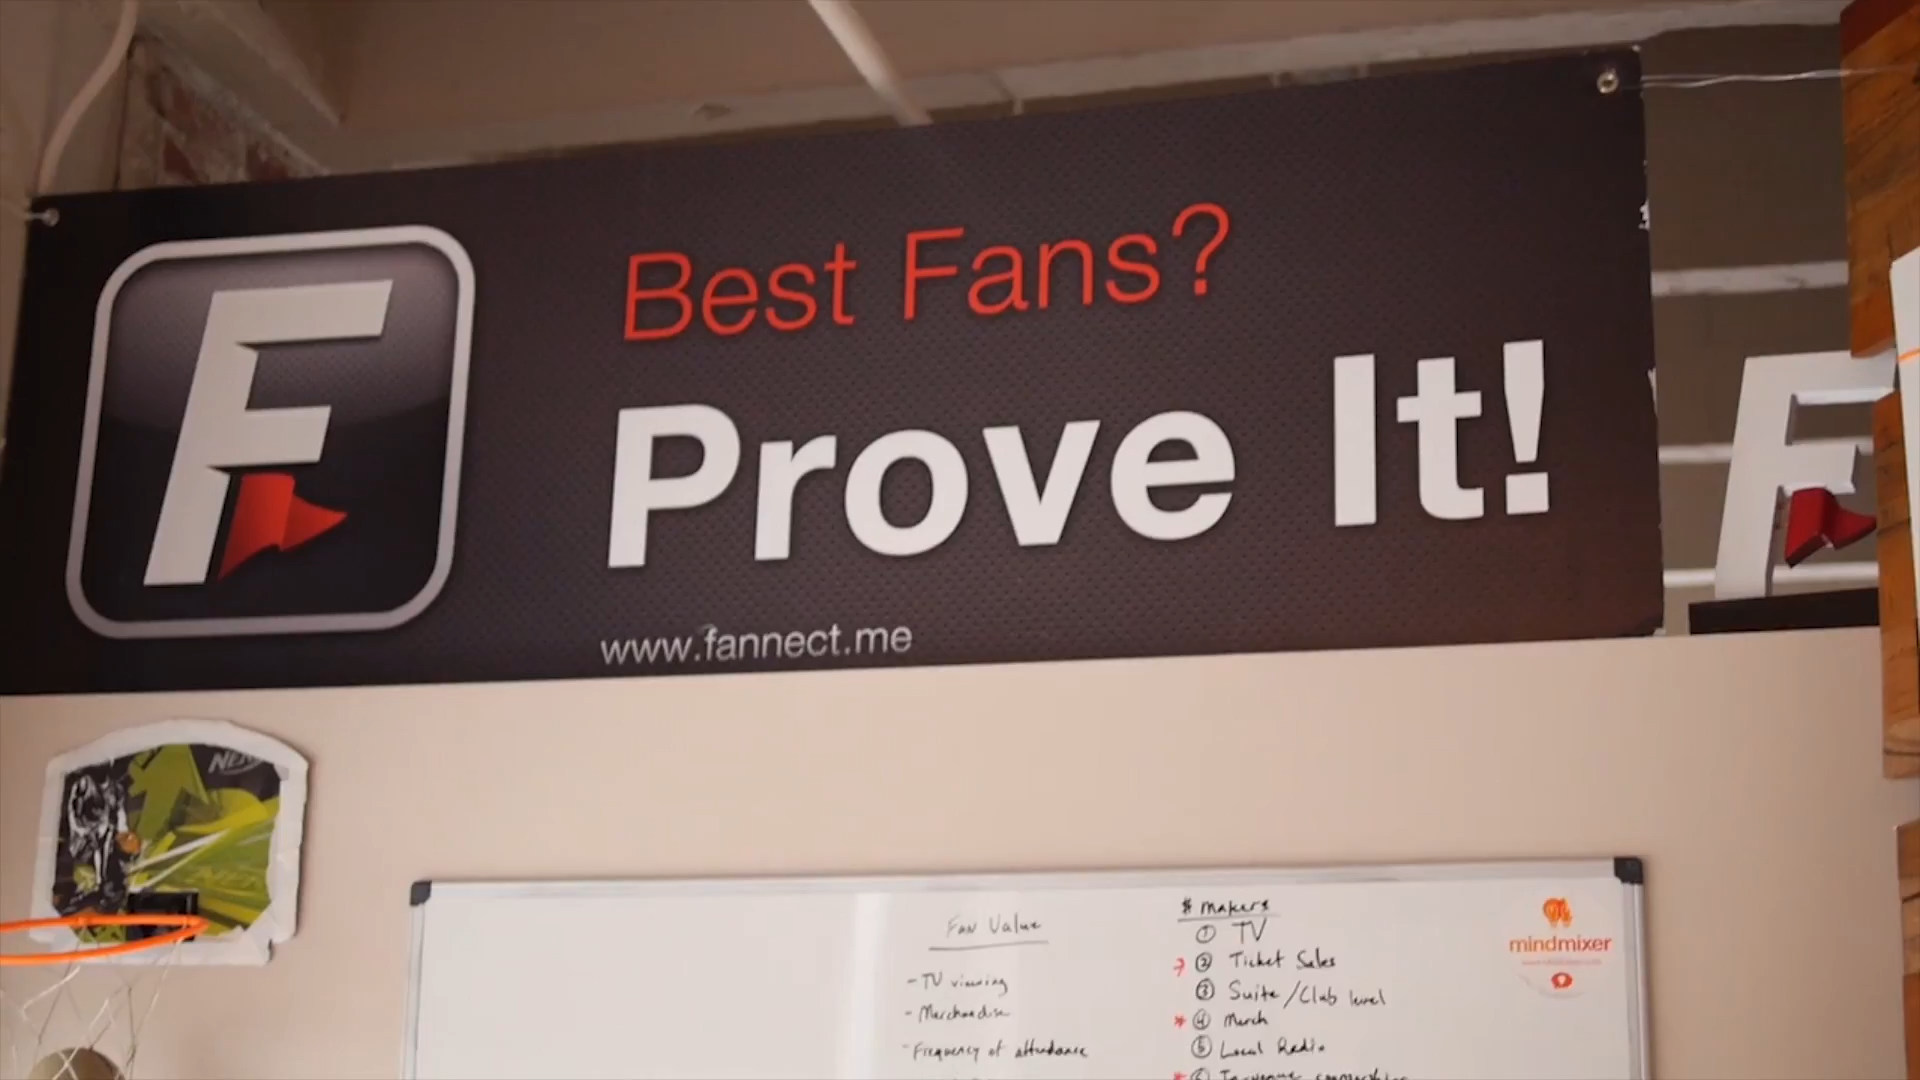 F
Best Fans?
Prove It!
www.fannect.me
F
NERF
Fan Value
- TV viewing
- Merchandise
- Frequency of attendance
$ makers
① TV
② Ticket Sales
③ Suite / Club level
* ④ Merch
⑤ Local Radio
mindmixer